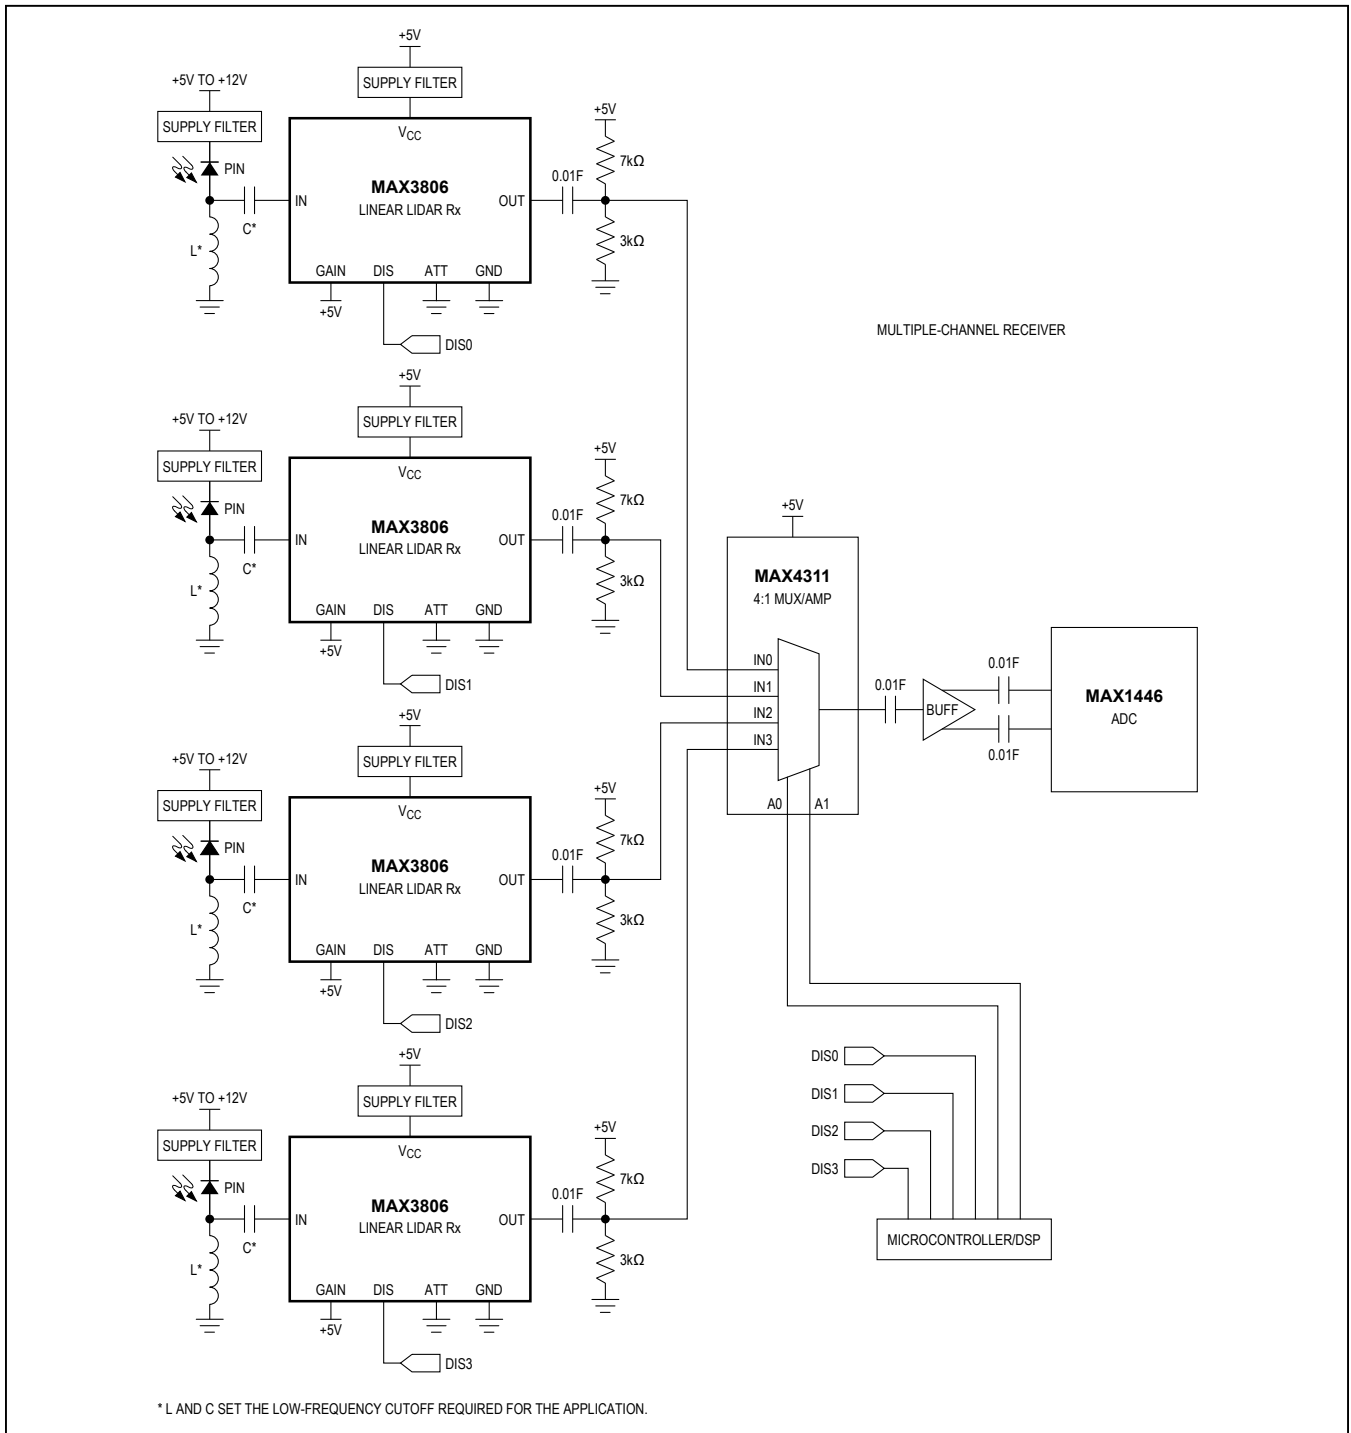 +5V
SUPPLY FILTER
+5V TO +12V
SUPPLY FILTER
PIN
C*
L*
VCC
MAX3806
LINEAR LIDAR Rx
IN
OUT
GAIN
DIS
ATT
GND
+5V
DIS0
0.01F
+5V
7kΩ
3kΩ
MULTIPLE-CHANNEL RECEIVER
+5V
SUPPLY FILTER
+5V TO +12V
SUPPLY FILTER
PIN
C*
L*
VCC
MAX3806
LINEAR LIDAR Rx
IN
OUT
GAIN
DIS
ATT
GND
+5V
DIS1
0.01F
+5V
7kΩ
3kΩ
+5V
MAX4311
4:1 MUX/AMP
IN0
IN1
IN2
IN3
A0
A1
0.01F
BUFF
0.01F
0.01F
MAX1446
ADC
+5V
SUPPLY FILTER
+5V TO +12V
SUPPLY FILTER
PIN
C*
L*
VCC
MAX3806
LINEAR LIDAR Rx
IN
OUT
GAIN
DIS
ATT
GND
+5V
DIS2
0.01F
+5V
7kΩ
3kΩ
DIS0
DIS1
DIS2
DIS3
MICROCONTROLLER/DSP
+5V
SUPPLY FILTER
+5V TO +12V
SUPPLY FILTER
PIN
C*
L*
VCC
MAX3806
LINEAR LIDAR Rx
IN
OUT
GAIN
DIS
ATT
GND
+5V
DIS3
0.01F
+5V
7kΩ
3kΩ
* L AND C SET THE LOW-FREQUENCY CUTOFF REQUIRED FOR THE APPLICATION.